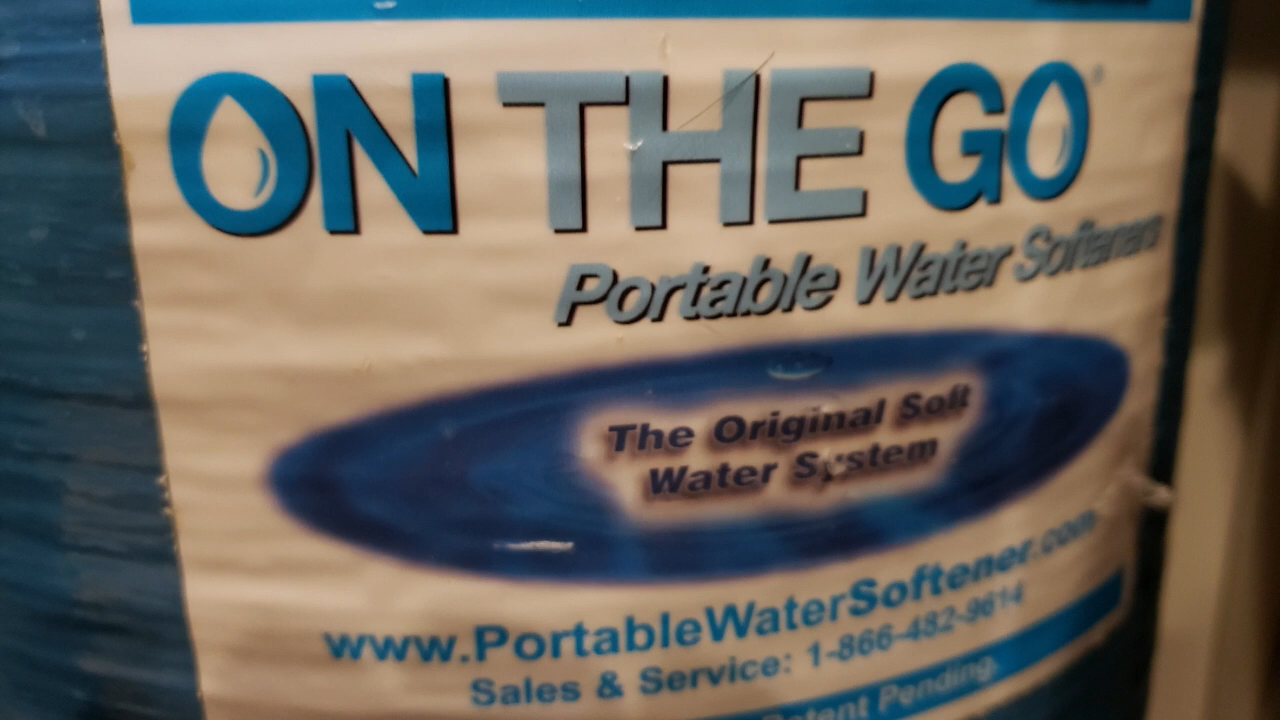 ON THE GO®
Portable Water Softeners
The Original Soft
Water System
www.PortableWaterSoftener.com
Sales & Service: 1-866-482-9614
Patent Pending.